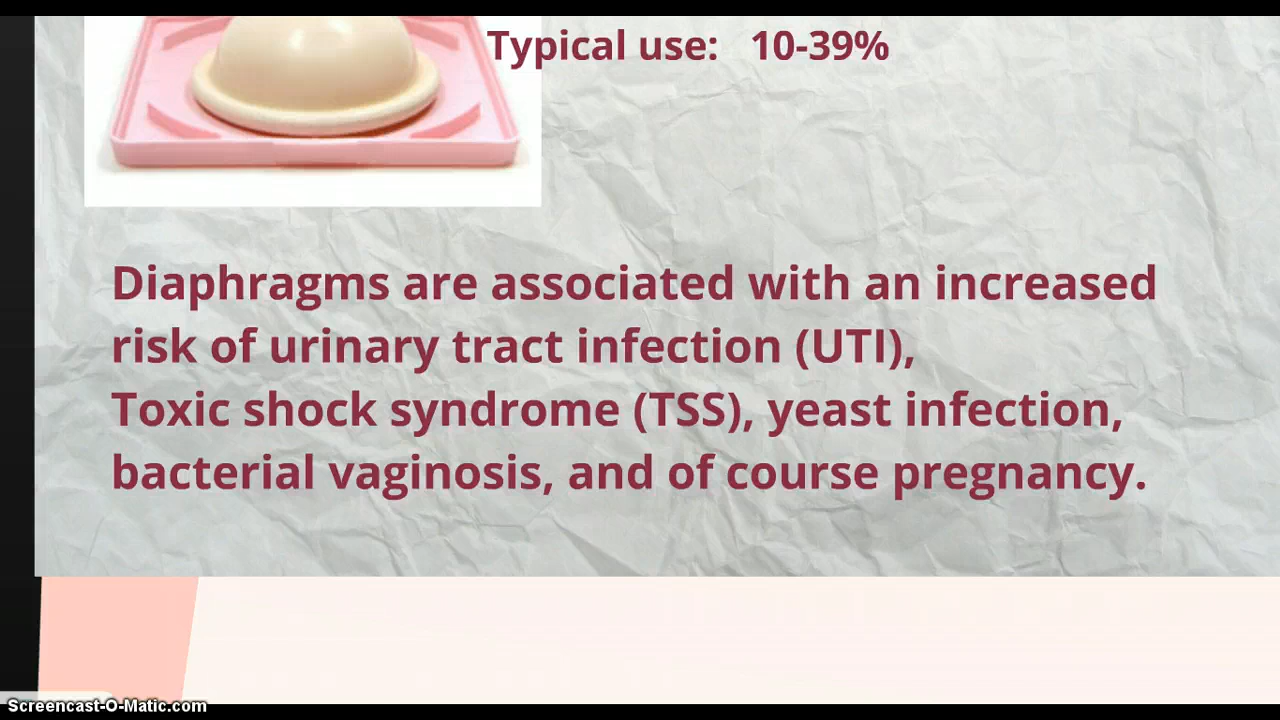 Typical use: 10-39%
Diaphragms are associated with an increased
risk of urinary tract infection (UTI),
Toxic shock syndrome (TSS), yeast infection,
bacterial vaginosis, and of course pregnancy.
Screencast-O-Matic.com